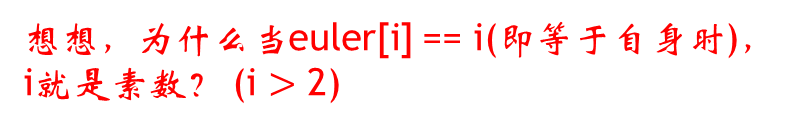 想想，为什么当euler[i] == i(即等于自身时)，
i就是素数？ (i > 2)